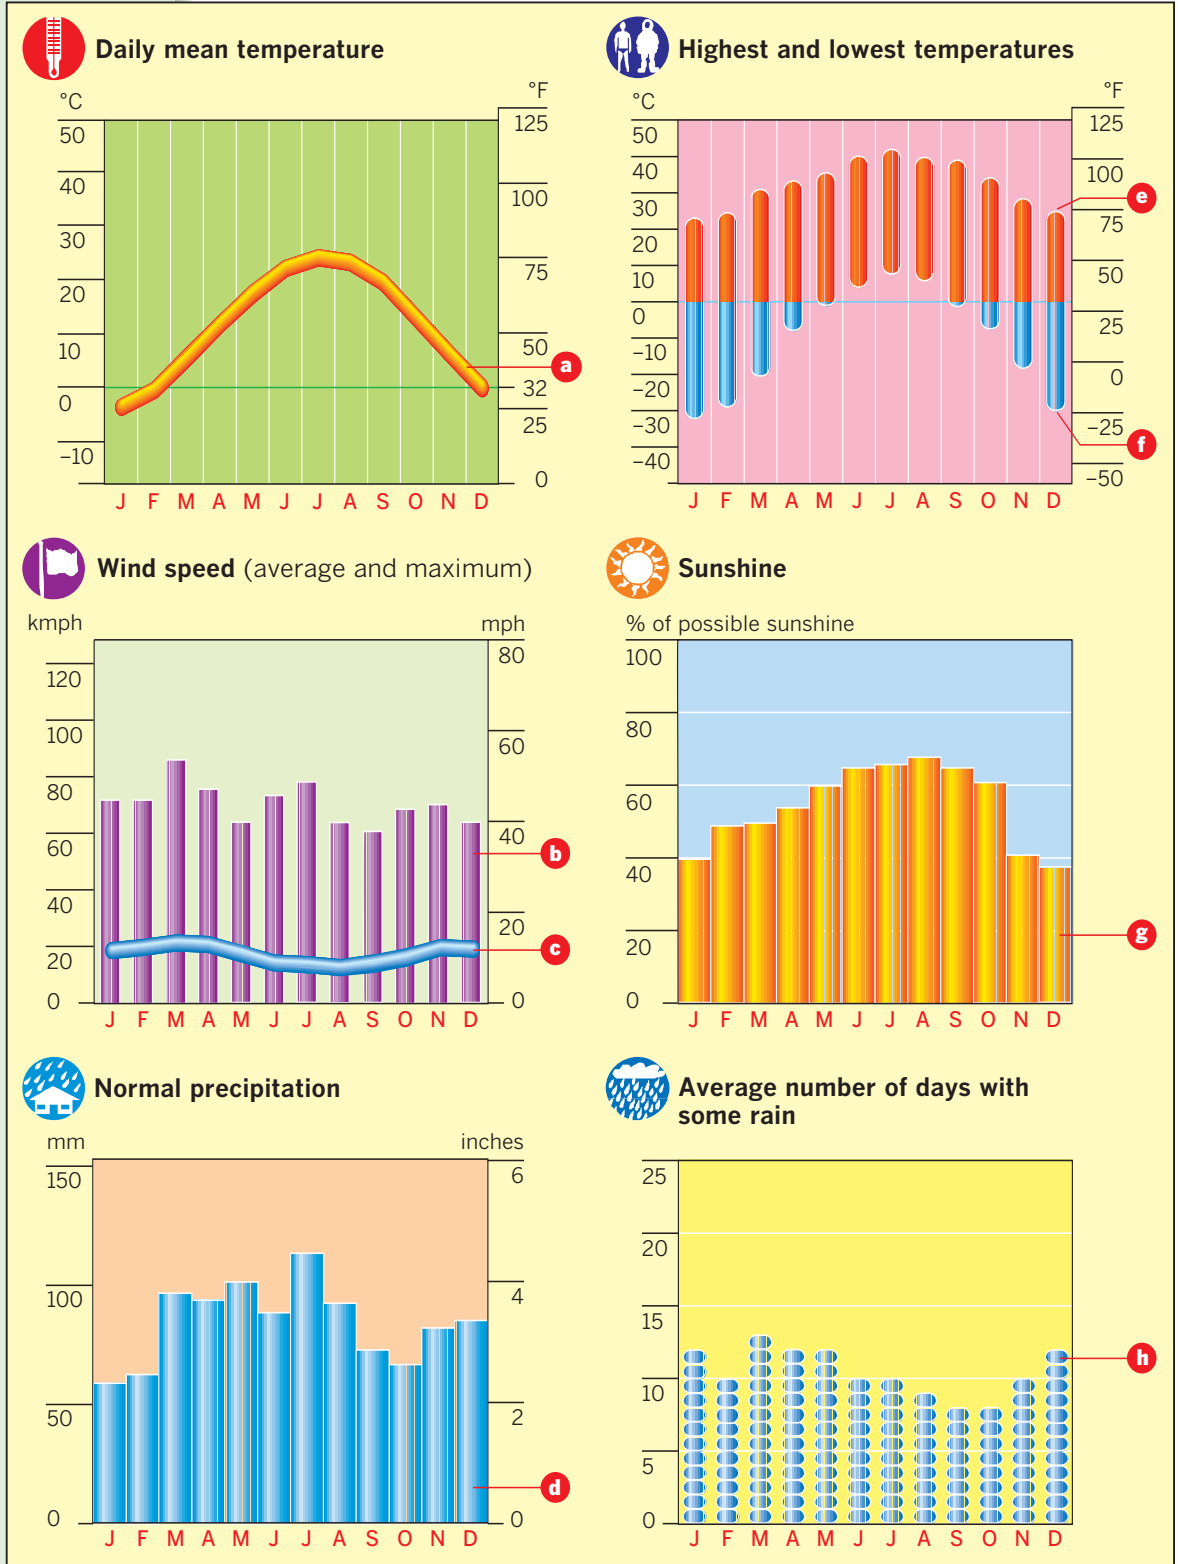 Daily mean temperature
°C
°F
50
40
30
20
10
0
−10
125
100
75
50
32
25
0
a
J F M A M J J A S O N D
Highest and lowest temperatures
°C
°F
50
40
30
20
10
0
−10
−20
−30
−40
125
100
75
50
25
0
−25
−50
e
f
J F M A M J J A S O N D
Wind speed (average and maximum)
kmph
mph
120
100
80
60
40
20
0
80
60
40
20
0
b
c
J F M A M J J A S O N D
Sunshine
% of possible sunshine
100
80
60
40
20
0
g
J F M A M J J A S O N D
Normal precipitation
mm
inches
150
100
50
0
6
4
2
0
d
J F M A M J J A S O N D
Average number of days with
some rain
25
20
15
10
5
0
h
J F M A M J J A S O N D